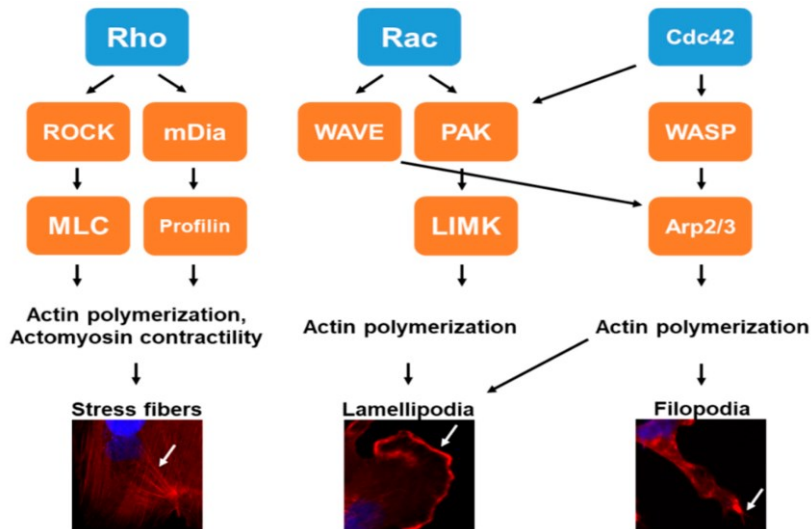 Rho
Rac
Cdc42
ROCK
mDia
WAVE
PAK
WASP
MLC
Profilin
LIMK
Arp2/3
Actin polymerization,
Actomyosin contractility
Actin polymerization
Actin polymerization
Stress fibers
Lamellipodia
Filopodia